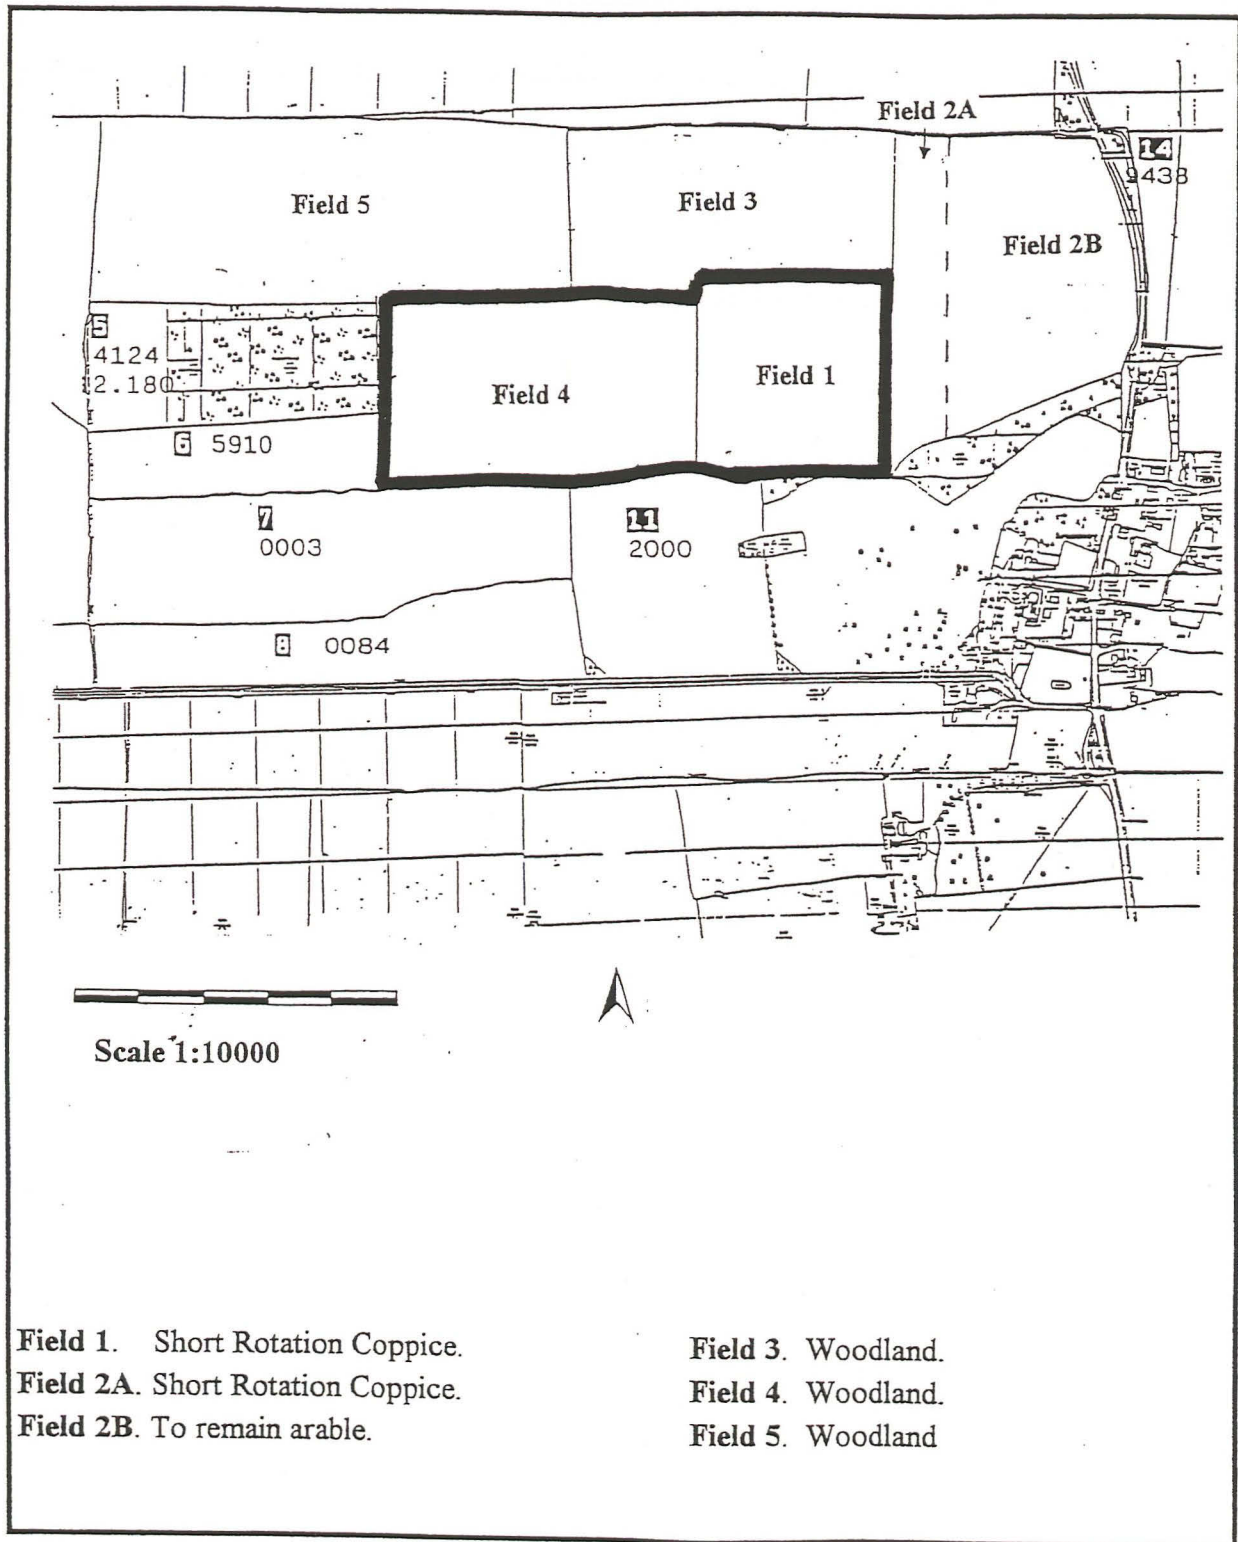 Field 2A
14
9438
Field 5
Field 3
Field 2B
5
4124
2.180
Field 4
Field 1
6 5910
7
0003
11
2000
8 0084
Scale 1:10000
Field 1. Short Rotation Coppice.
Field 2A. Short Rotation Coppice.
Field 2B. To remain arable.
Field 3. Woodland.
Field 4. Woodland.
Field 5. Woodland